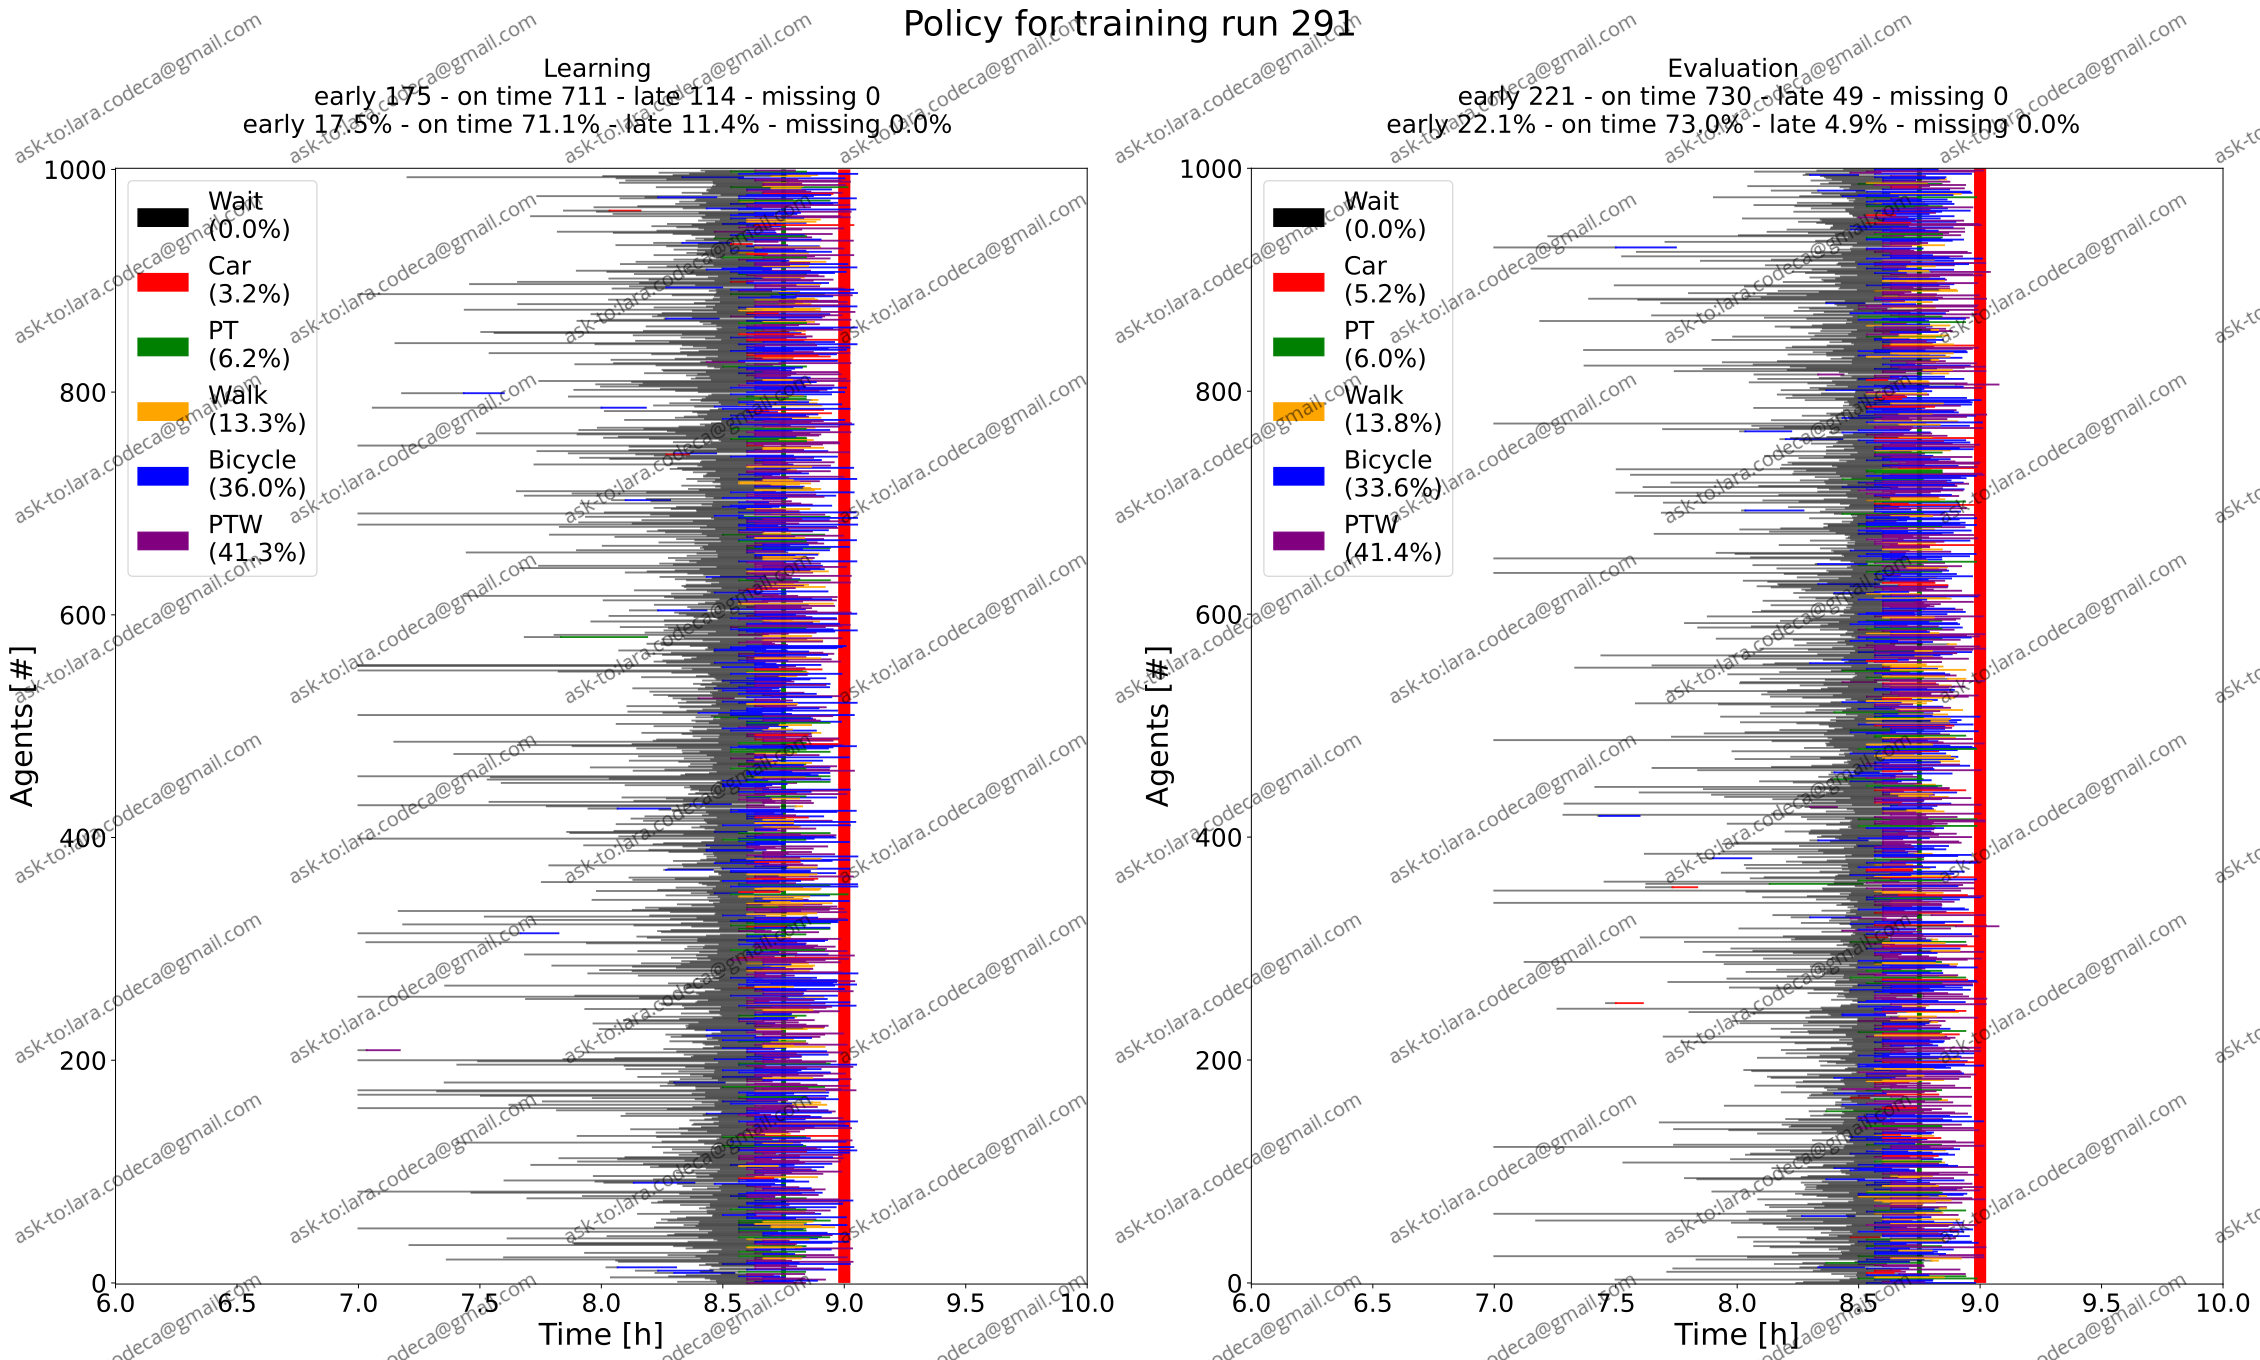 Policy for training run 291
Learning
early 175 - on time 711 - late 114 - missing 0
early 17.5% - on time 71.1% - late 11.4% - missing 0.0%
1000
800
600
400
200
0
Agents [#]
Wait
(0.0%)
Car
(3.2%)
PT
(6.2%)
Walk
(13.3%)
Bicycle
(36.0%)
PTW
(41.3%)
6.0 6.5 7.0 7.5 8.0 8.5 9.0 9.5 10.0
Time [h]
Evaluation
early 221 - on time 730 - late 49 - missing 0
early 22.1% - on time 73.0% - late 4.9% - missing 0.0%
1000
800
600
400
200
0
Agents [#]
Wait
(0.0%)
Car
(5.2%)
PT
(6.0%)
Walk
(13.8%)
Bicycle
(33.6%)
PTW
(41.4%)
6.0 6.5 7.0 7.5 8.0 8.5 9.0 9.5 10.0
Time [h]
ask-to:lara.codeca@gmail.com